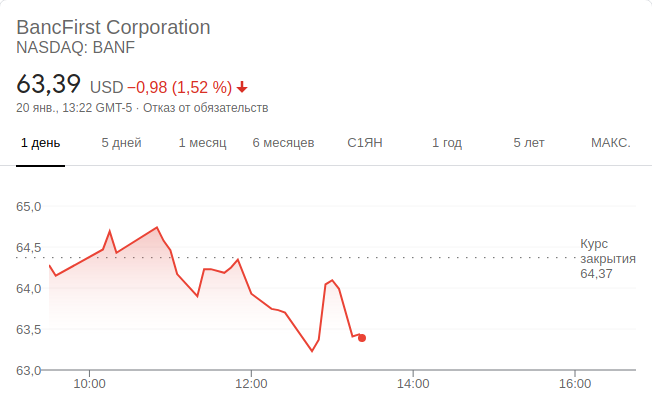 BancFirst Corporation
NASDAQ: BANF
63,39 USD −0,98 (1,52 %)
20 янв., 13:22 GMT-5 · Отказ от обязательств
1 день 5 дней 1 месяц 6 месяцев С1ЯН 1 год 5 лет МАКС.
65,0
64,5
64,0
63,5
63,0
Курс
закрытия
64,37
10:00 12:00 14:00 16:00